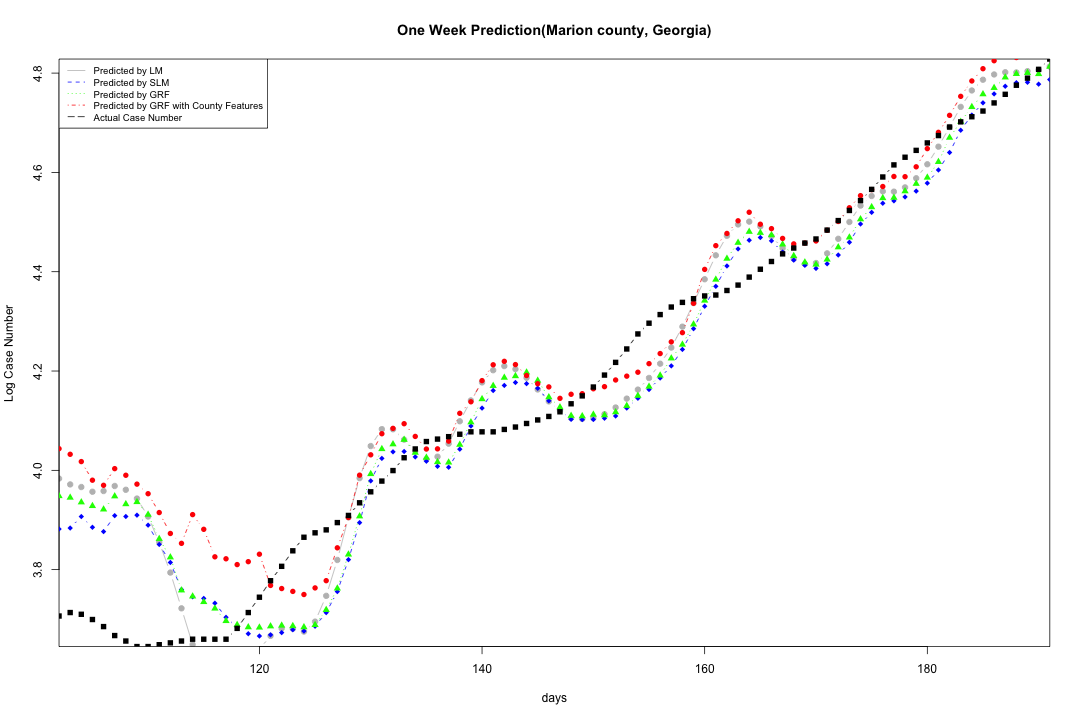 One Week Prediction(Marion county, Georgia)
Predicted by LM
Predicted by SLM
Predicted by GRF
Predicted by GRF with County Features
Actual Case Number
4.8
4.6
4.4
4.2
4.0
3.8
Log Case Number
120 140 160 180
days